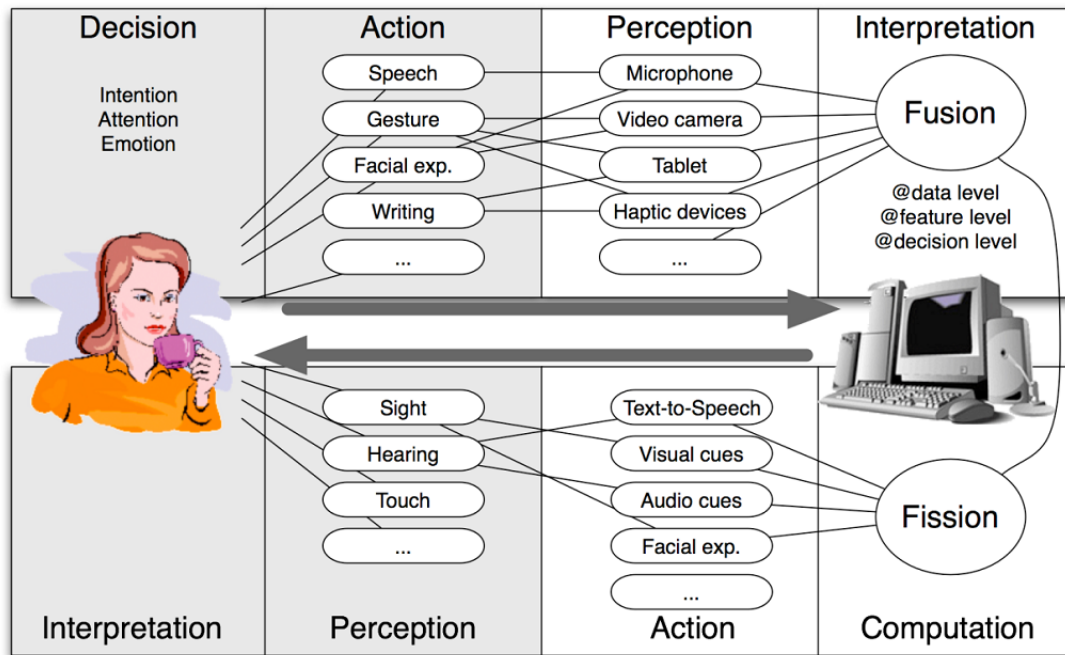 Decision
Action
Perception
Interpretation
Intention
Attention
Emotion
Speech
Gesture
Facial exp.
Writing
...
Microphone
Video camera
Tablet
Haptic devices
...
Fusion
@data level
@feature level
@decision level
Sight
Hearing
Touch
...
Text-to-Speech
Visual cues
Audio cues
Facial exp.
...
Fission
Interpretation
Perception
Action
Computation